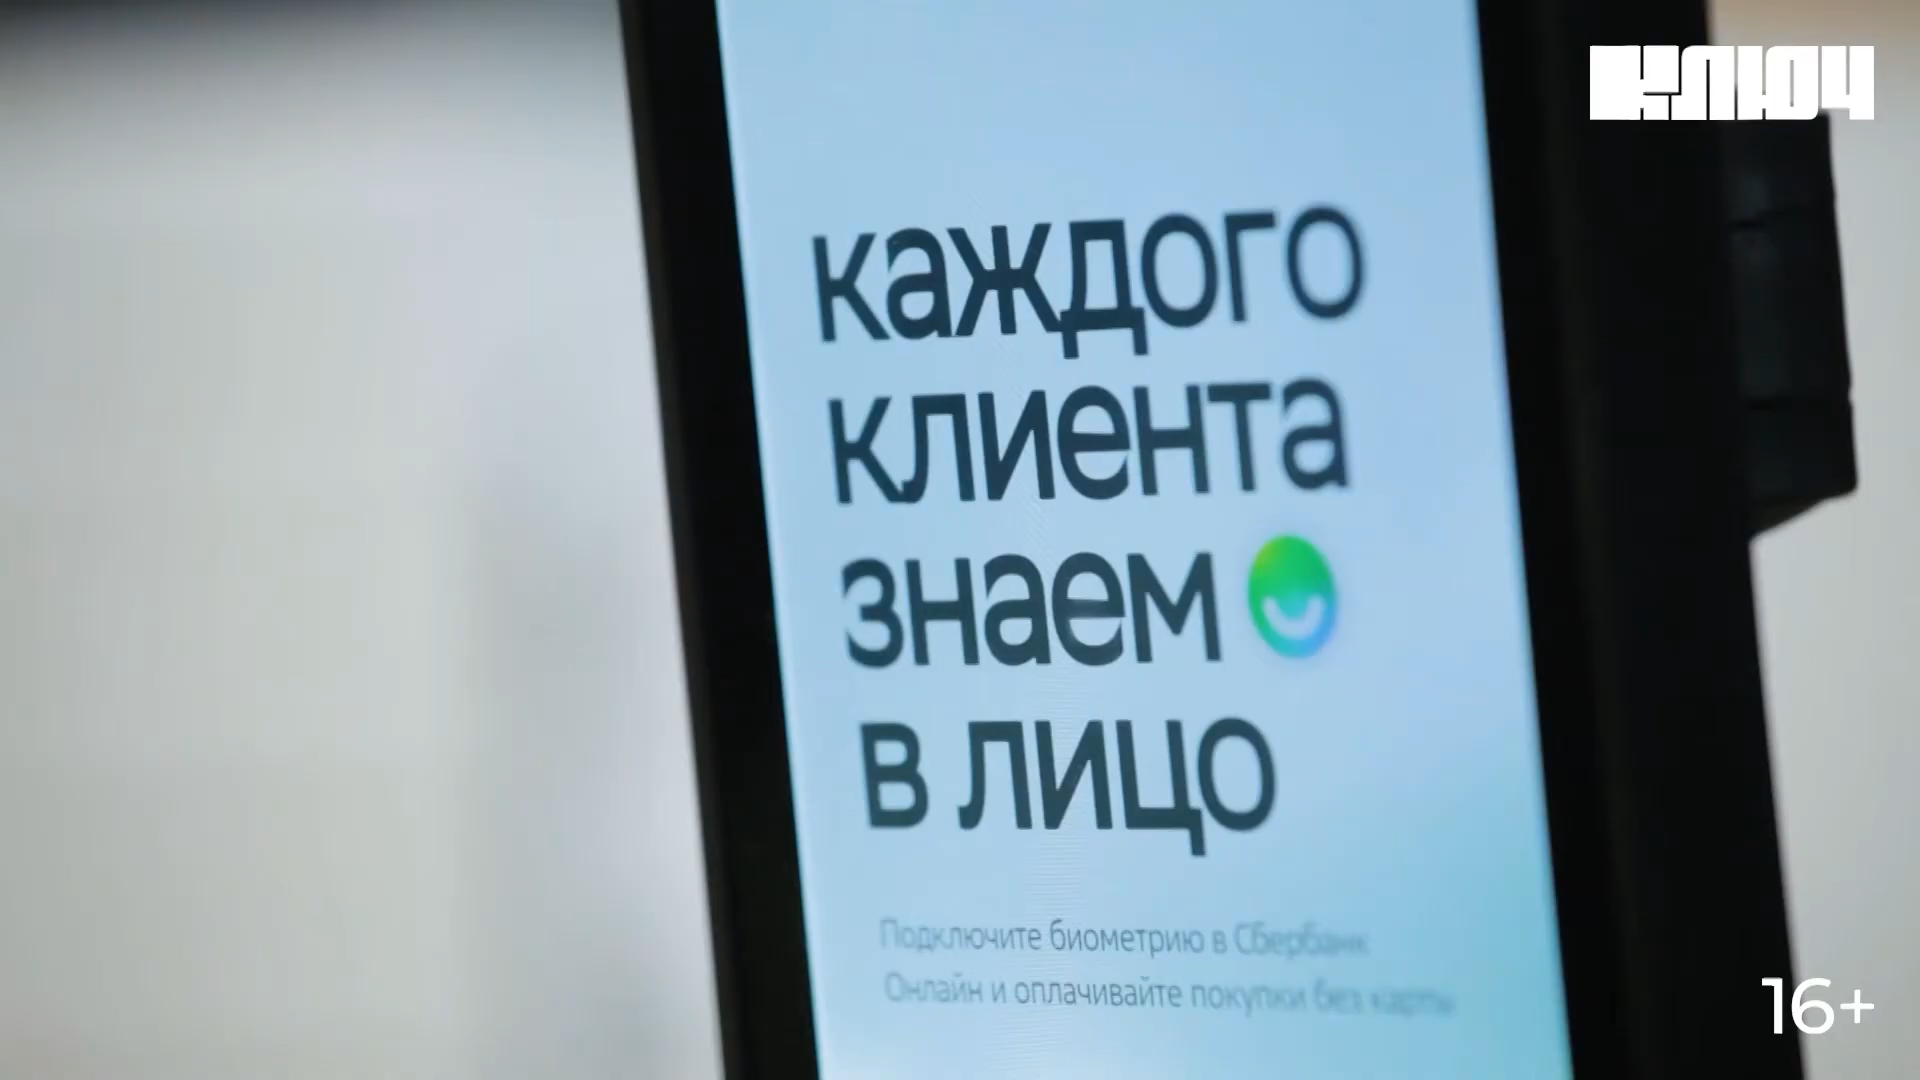 КЛЮЧ
каждого
клиента
знаем
в лицо
Подключите биометрию в Сбербанк
Онлайн и оплачивайте покупки без карты
16+